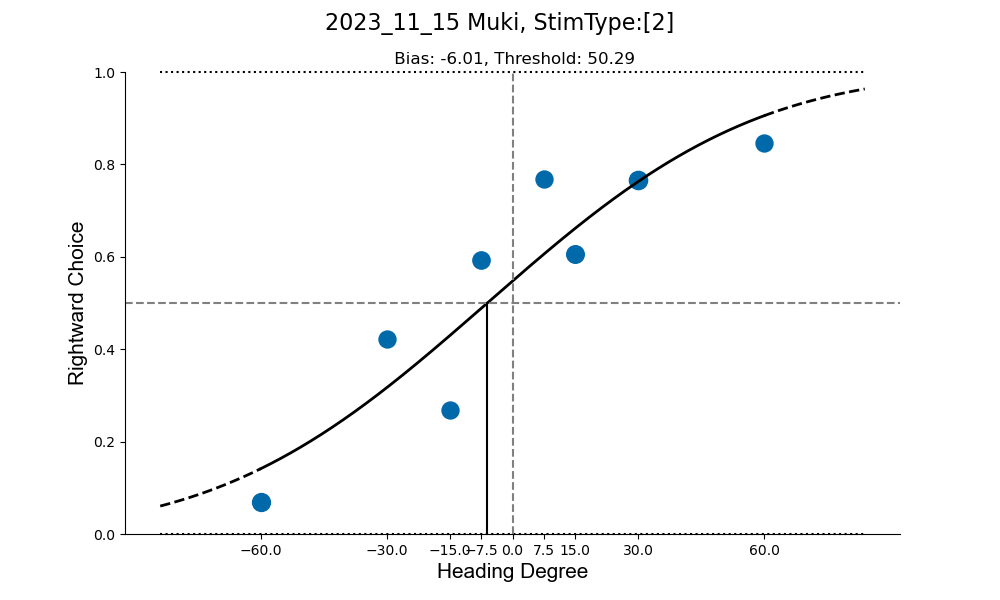 2023_11_15 Muki, StimType:[2]
Bias: -6.01, Threshold: 50.29
1.0
0.8
0.6
0.4
0.2
0.0
Rightward Choice
−60.0 −30.0 −15.0 −7.5 0.0 7.5 15.0 30.0 60.0
Heading Degree